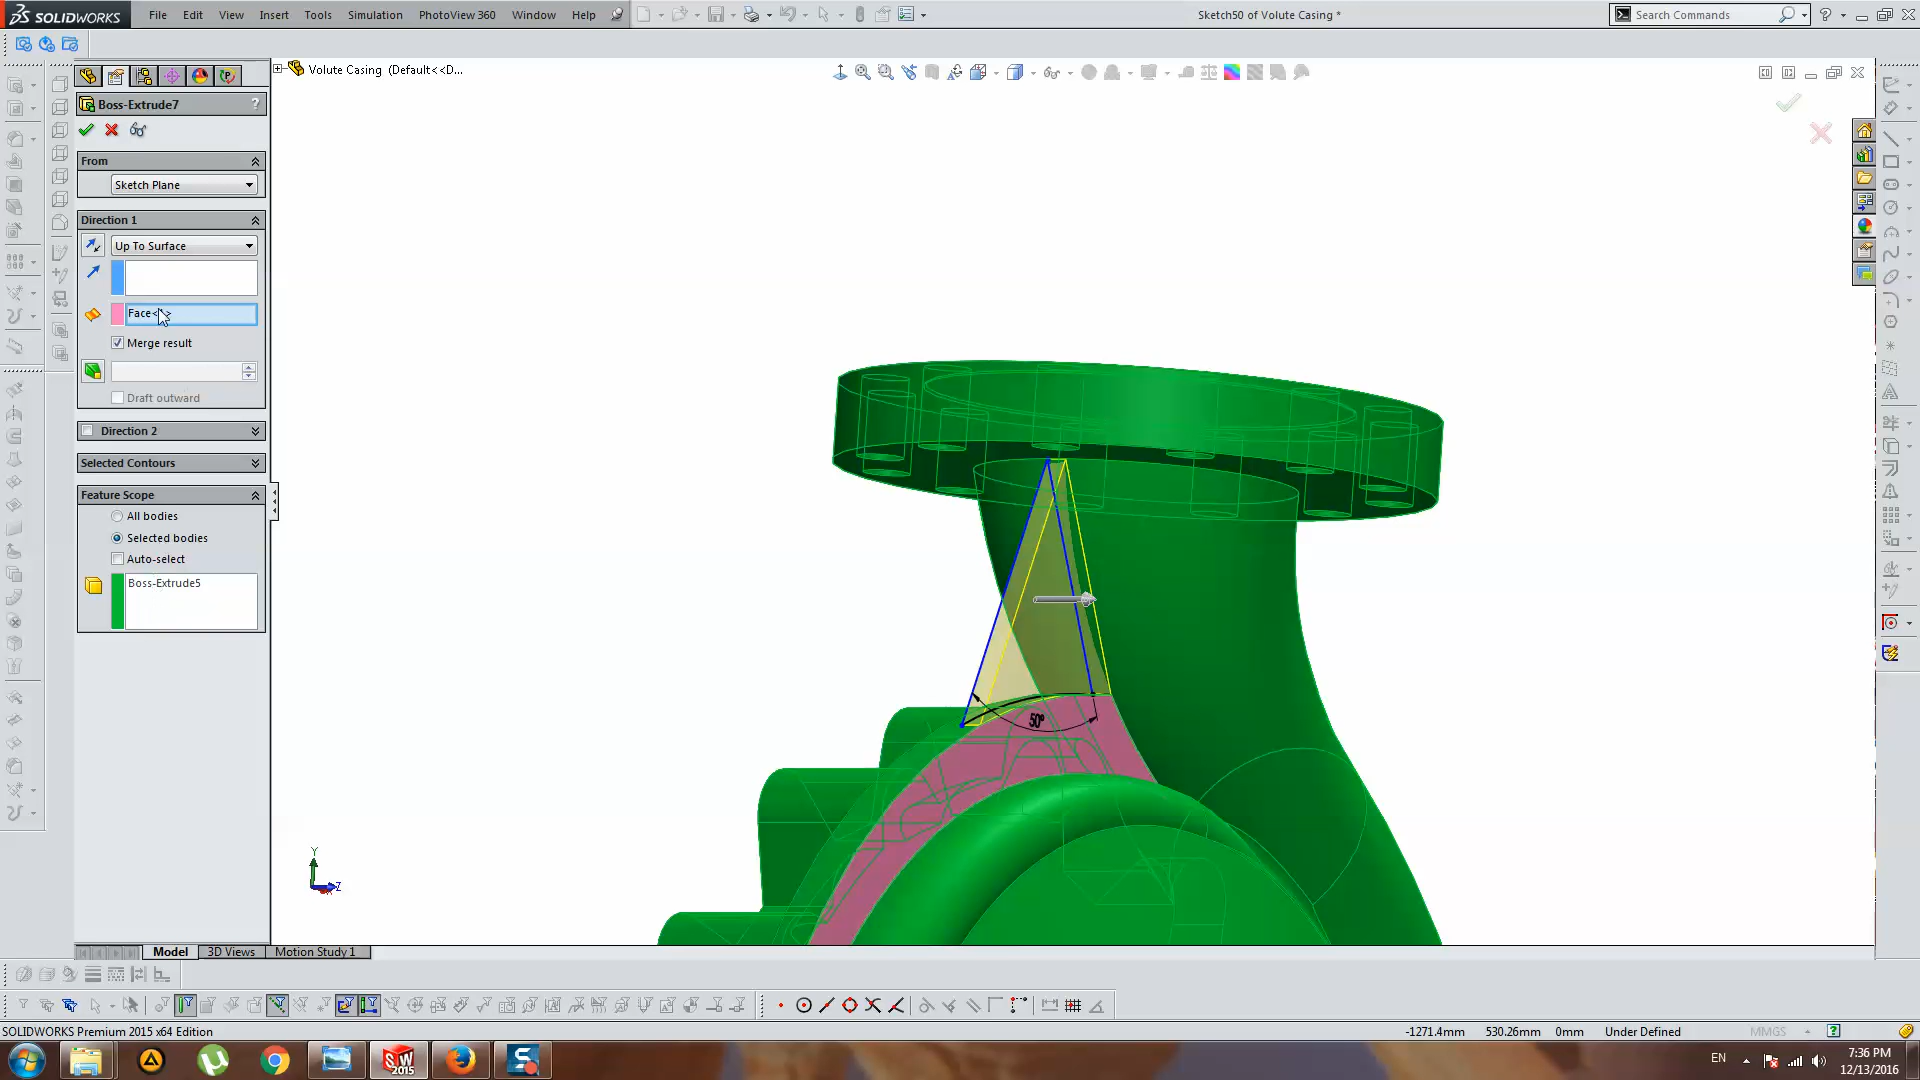 SOLIDWORKS File Edit View Insert Tools Simulation PhotoView 360 Window Help
Sketch50 of Volute Casing *
Search Commands
Volute Casing (Default<<D...
Boss-Extrude7
?
From
Sketch Plane
Direction 1
Up To Surface
Merge result
Draft outward
Direction 2
Selected Contours
Feature Scope
All bodies
Selected bodies
Auto-select
Boss-Extrude5
50°
Y
Z
Model 3D Views Motion Study 1
SOLIDWORKS Premium 2015 x64 Edition
-1271.4mm 530.26mm 0mm Under Defined MMGS
SW
2015
EN
7:36 PM
12/13/2016